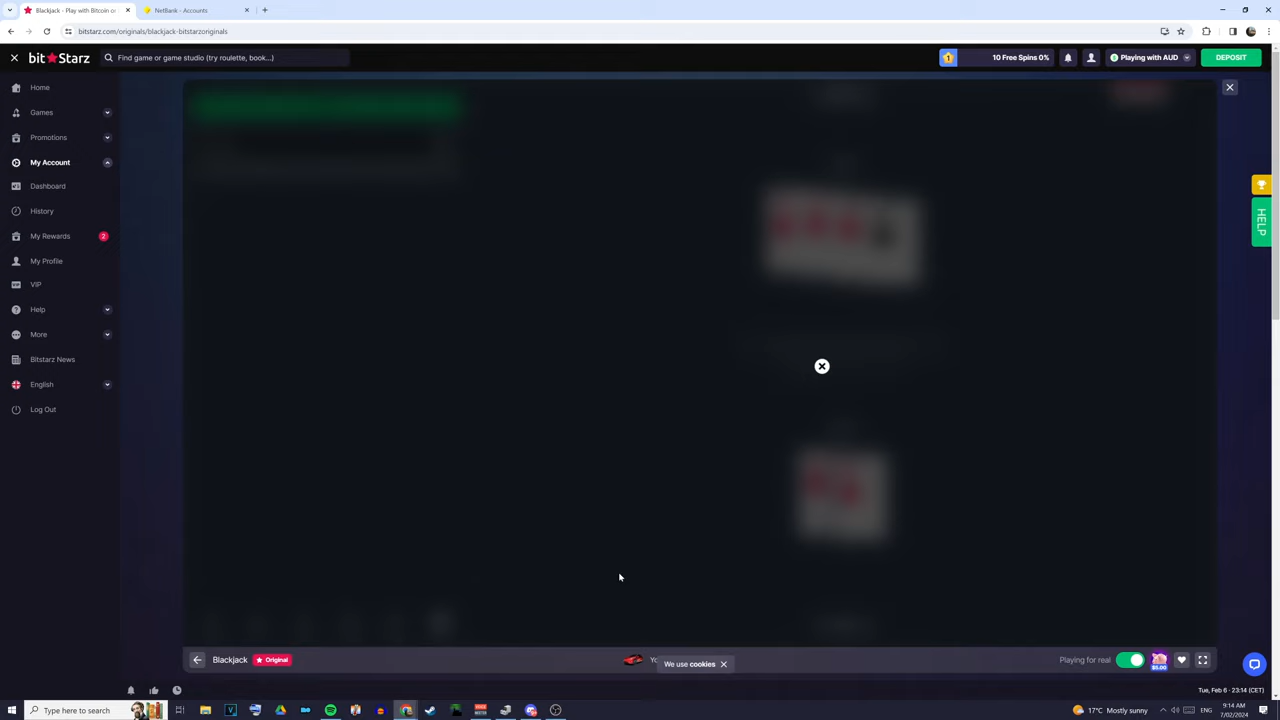 Blackjack - Play with Bitcoin o
NetBank - Accounts
bitstarz.com/originals/blackjack-bitstarzoriginals
bit Starz
Find game or game studio (try roulette, book...)
1
10 Free Spins 0%
Playing with AUD
DEPOSIT
Home
Games
Promotions
My Account
Dashboard
History
My Rewards
2
My Profile
VIP
Help
More
Bitstarz News
English
Log Out
HELP
Blackjack
Original
Yo
We use cookies
Playing for real
$5.00
Tue, Feb 6 - 23:14 (CET)
Type here to search
17°C Mostly sunny
ENG
9:14 AM
7/02/2024